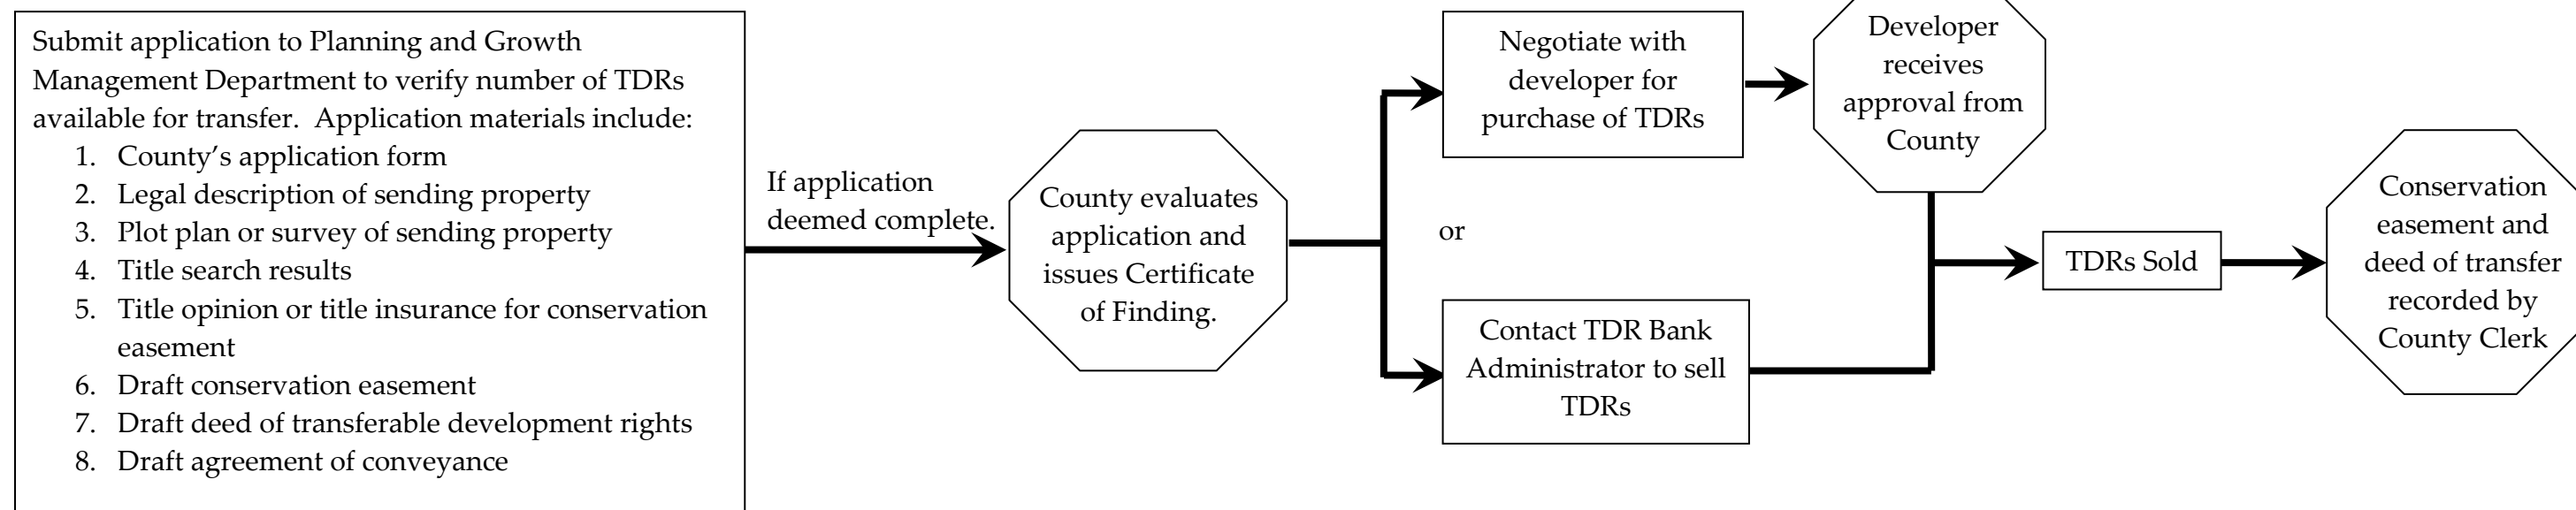 Submit application to Planning and Growth
Management Department to verify number of TDRs
available for transfer.  Application materials include:
1. County’s application form
2. Legal description of sending property
3. Plot plan or survey of sending property
4. Title search results
5. Title opinion or title insurance for conservation
easement
6. Draft conservation easement
7. Draft deed of transferable development rights
8. Draft agreement of conveyance
If application
deemed complete.
County evaluates
application and
issues Certificate
of Finding.
Negotiate with
developer for
purchase of TDRs
or
Contact TDR Bank
Administrator to sell
TDRs
Developer
receives
approval from
County
TDRs Sold
Conservation
easement and
deed of transfer
recorded by
County Clerk